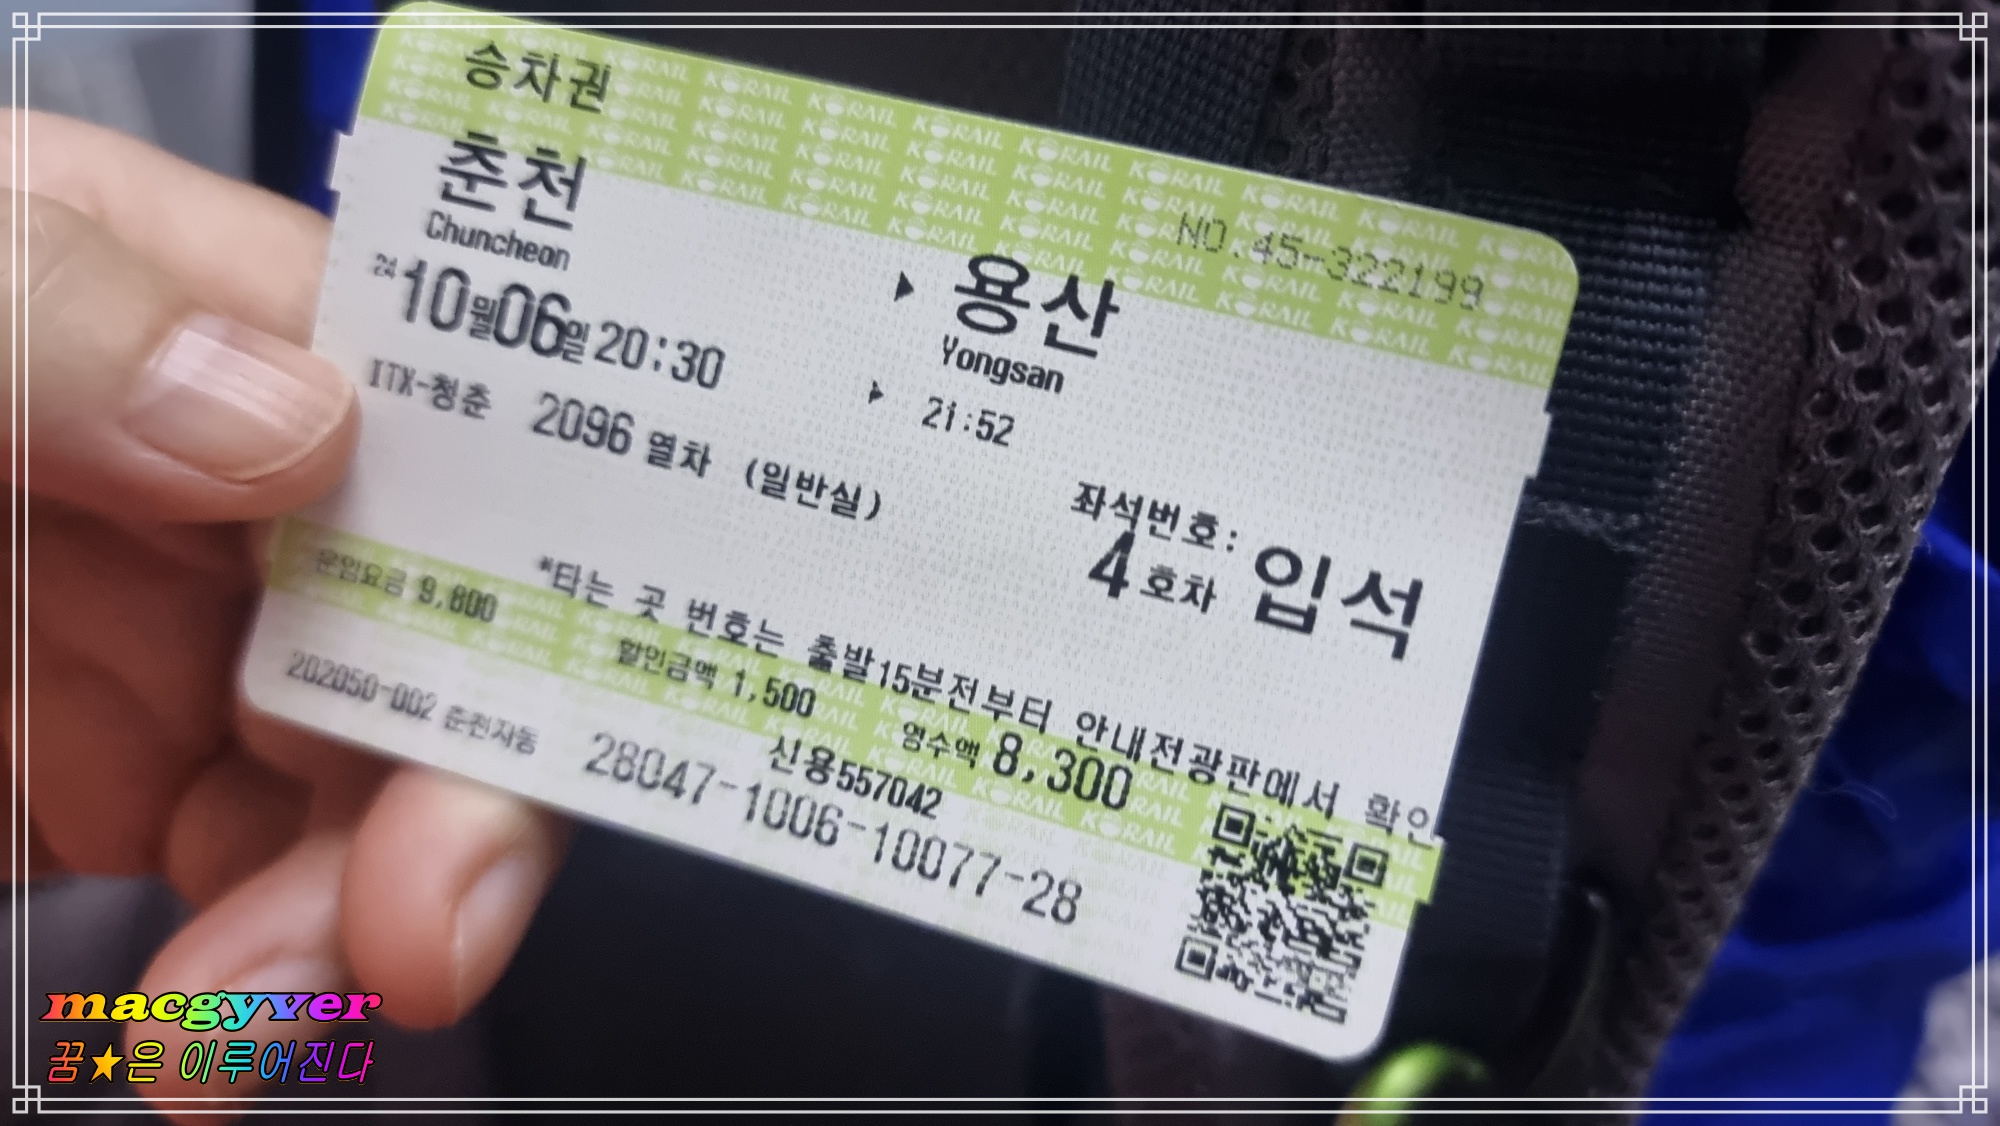 승차권
NO.45-322199
춘천 ▶ 용산
Chuncheon Yongsan
24 10월06일 20:30 ▶ 21:52
ITX-청춘 2096 열차 (일반실)
좌석번호:
4호차 입석
*타는 곳 번호는 출발15분전부터 안내전광판에서 확인
운임요금 9,800 할인금액 1,500 영수액 8,300
신용557042
202050-002 춘천자동 28047-1006-10077-28
KORAIL
macgyver
꿈★은 이루어진다